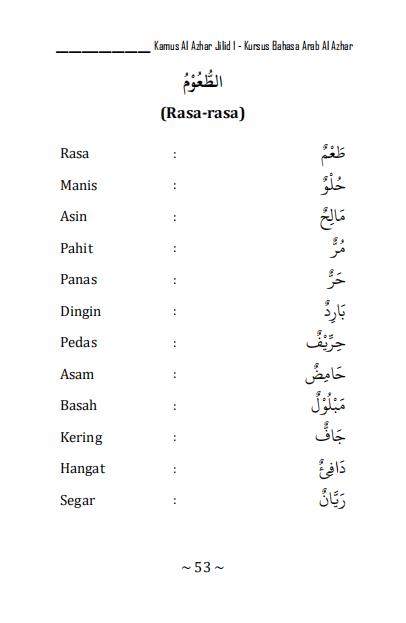 Kamus Al Azhar Jilid I - Kursus Bahasa Arab Al Azhar
الطُّعُوْمُ
(Rasa-rasa)
Rasa : طَعْمٌ
Manis : حُلْوٌ
Asin : مَالِحٌ
Pahit : مُرٌّ
Panas : حَرٌّ
Dingin : بَارِدٌ
Pedas : حِرِّيْفٌ
Asam : حَامِضٌ
Basah : مَبْلُوْلٌ
Kering : جَافٌّ
Hangat : دَافِئٌ
Segar : رَيَّانٌ
~ 53 ~